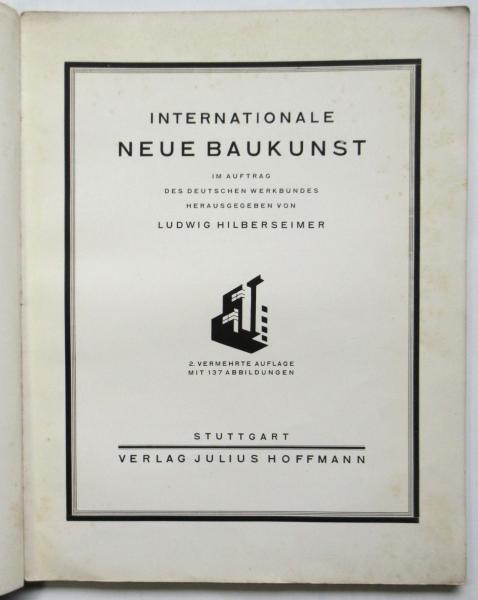 INTERNATIONALE
NEUE BAUKUNST
IM AUFTRAG
DES DEUTSCHEN WERKBUNDES
HERAUSGEGEBEN VON
LUDWIG HILBERSEIMER
2. VERMEHRTE AUFLAGE
MIT 137 ABBILDUNGEN
STUTTGART
VERLAG JULIUS HOFFMANN